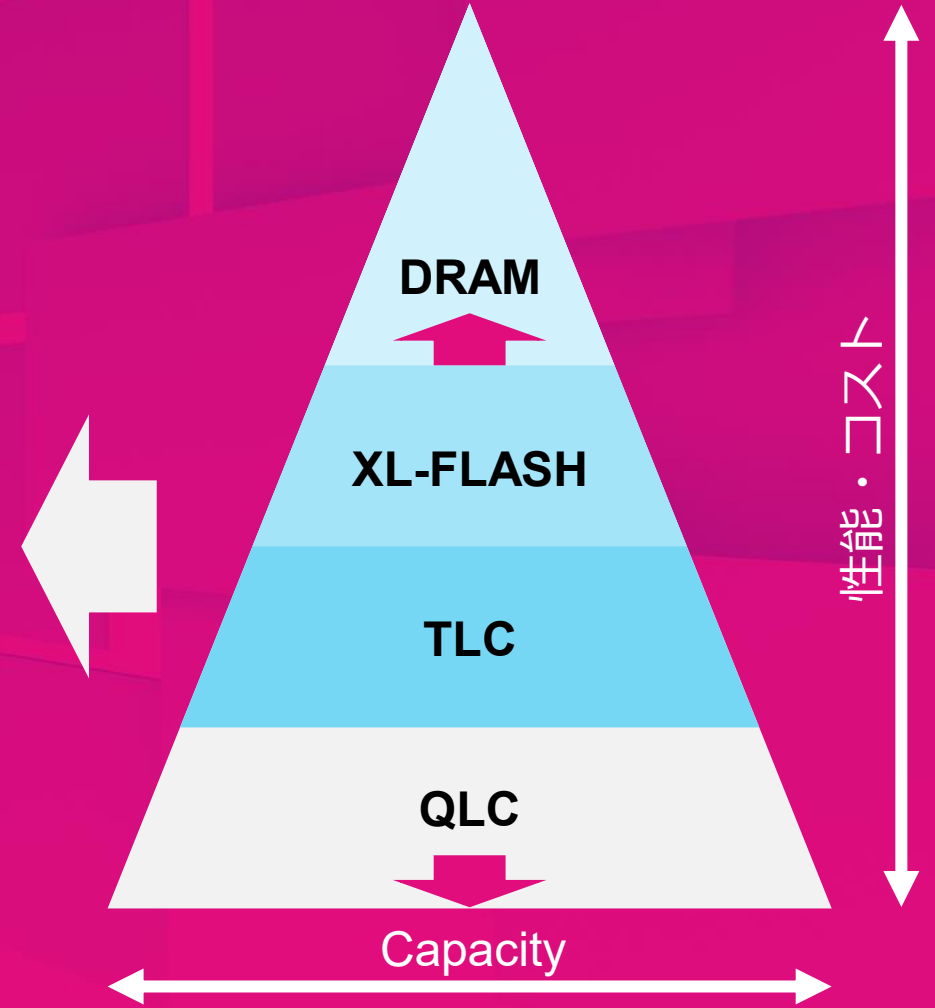 DRAM
XL-FLASH
TLC
QLC
Capacity
性能・コスト